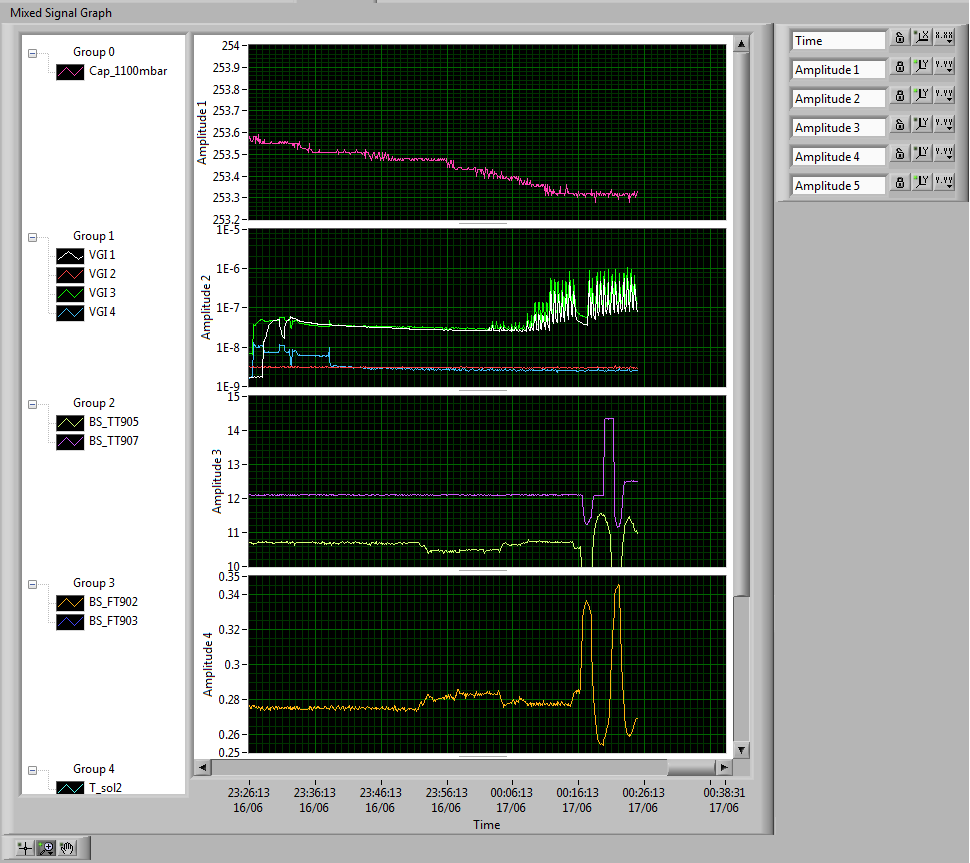 Mixed Signal Graph
Group 0
Cap_1100mbar
Group 1
VGI 1
VGI 2
VGI 3
VGI 4
Group 2
BS_TT905
BS_TT907
Group 3
BS_FT902
BS_FT903
Group 4
T_sol2
Amplitude 1
254
253.9
253.8
253.7
253.6
253.5
253.4
253.3
253.2
Amplitude 2
1E-5
1E-6
1E-7
1E-8
1E-9
Amplitude 3
15
14
13
12
11
10
Amplitude 4
0.35
0.34
0.32
0.3
0.28
0.26
0.25
23:26:13 23:36:13 23:46:13 23:56:13 00:06:13 00:16:13 00:26:13 00:38:31
16/06 16/06 16/06 16/06 17/06 17/06 17/06 17/06
Time
Time
Amplitude 1
Amplitude 2
Amplitude 3
Amplitude 4
Amplitude 5